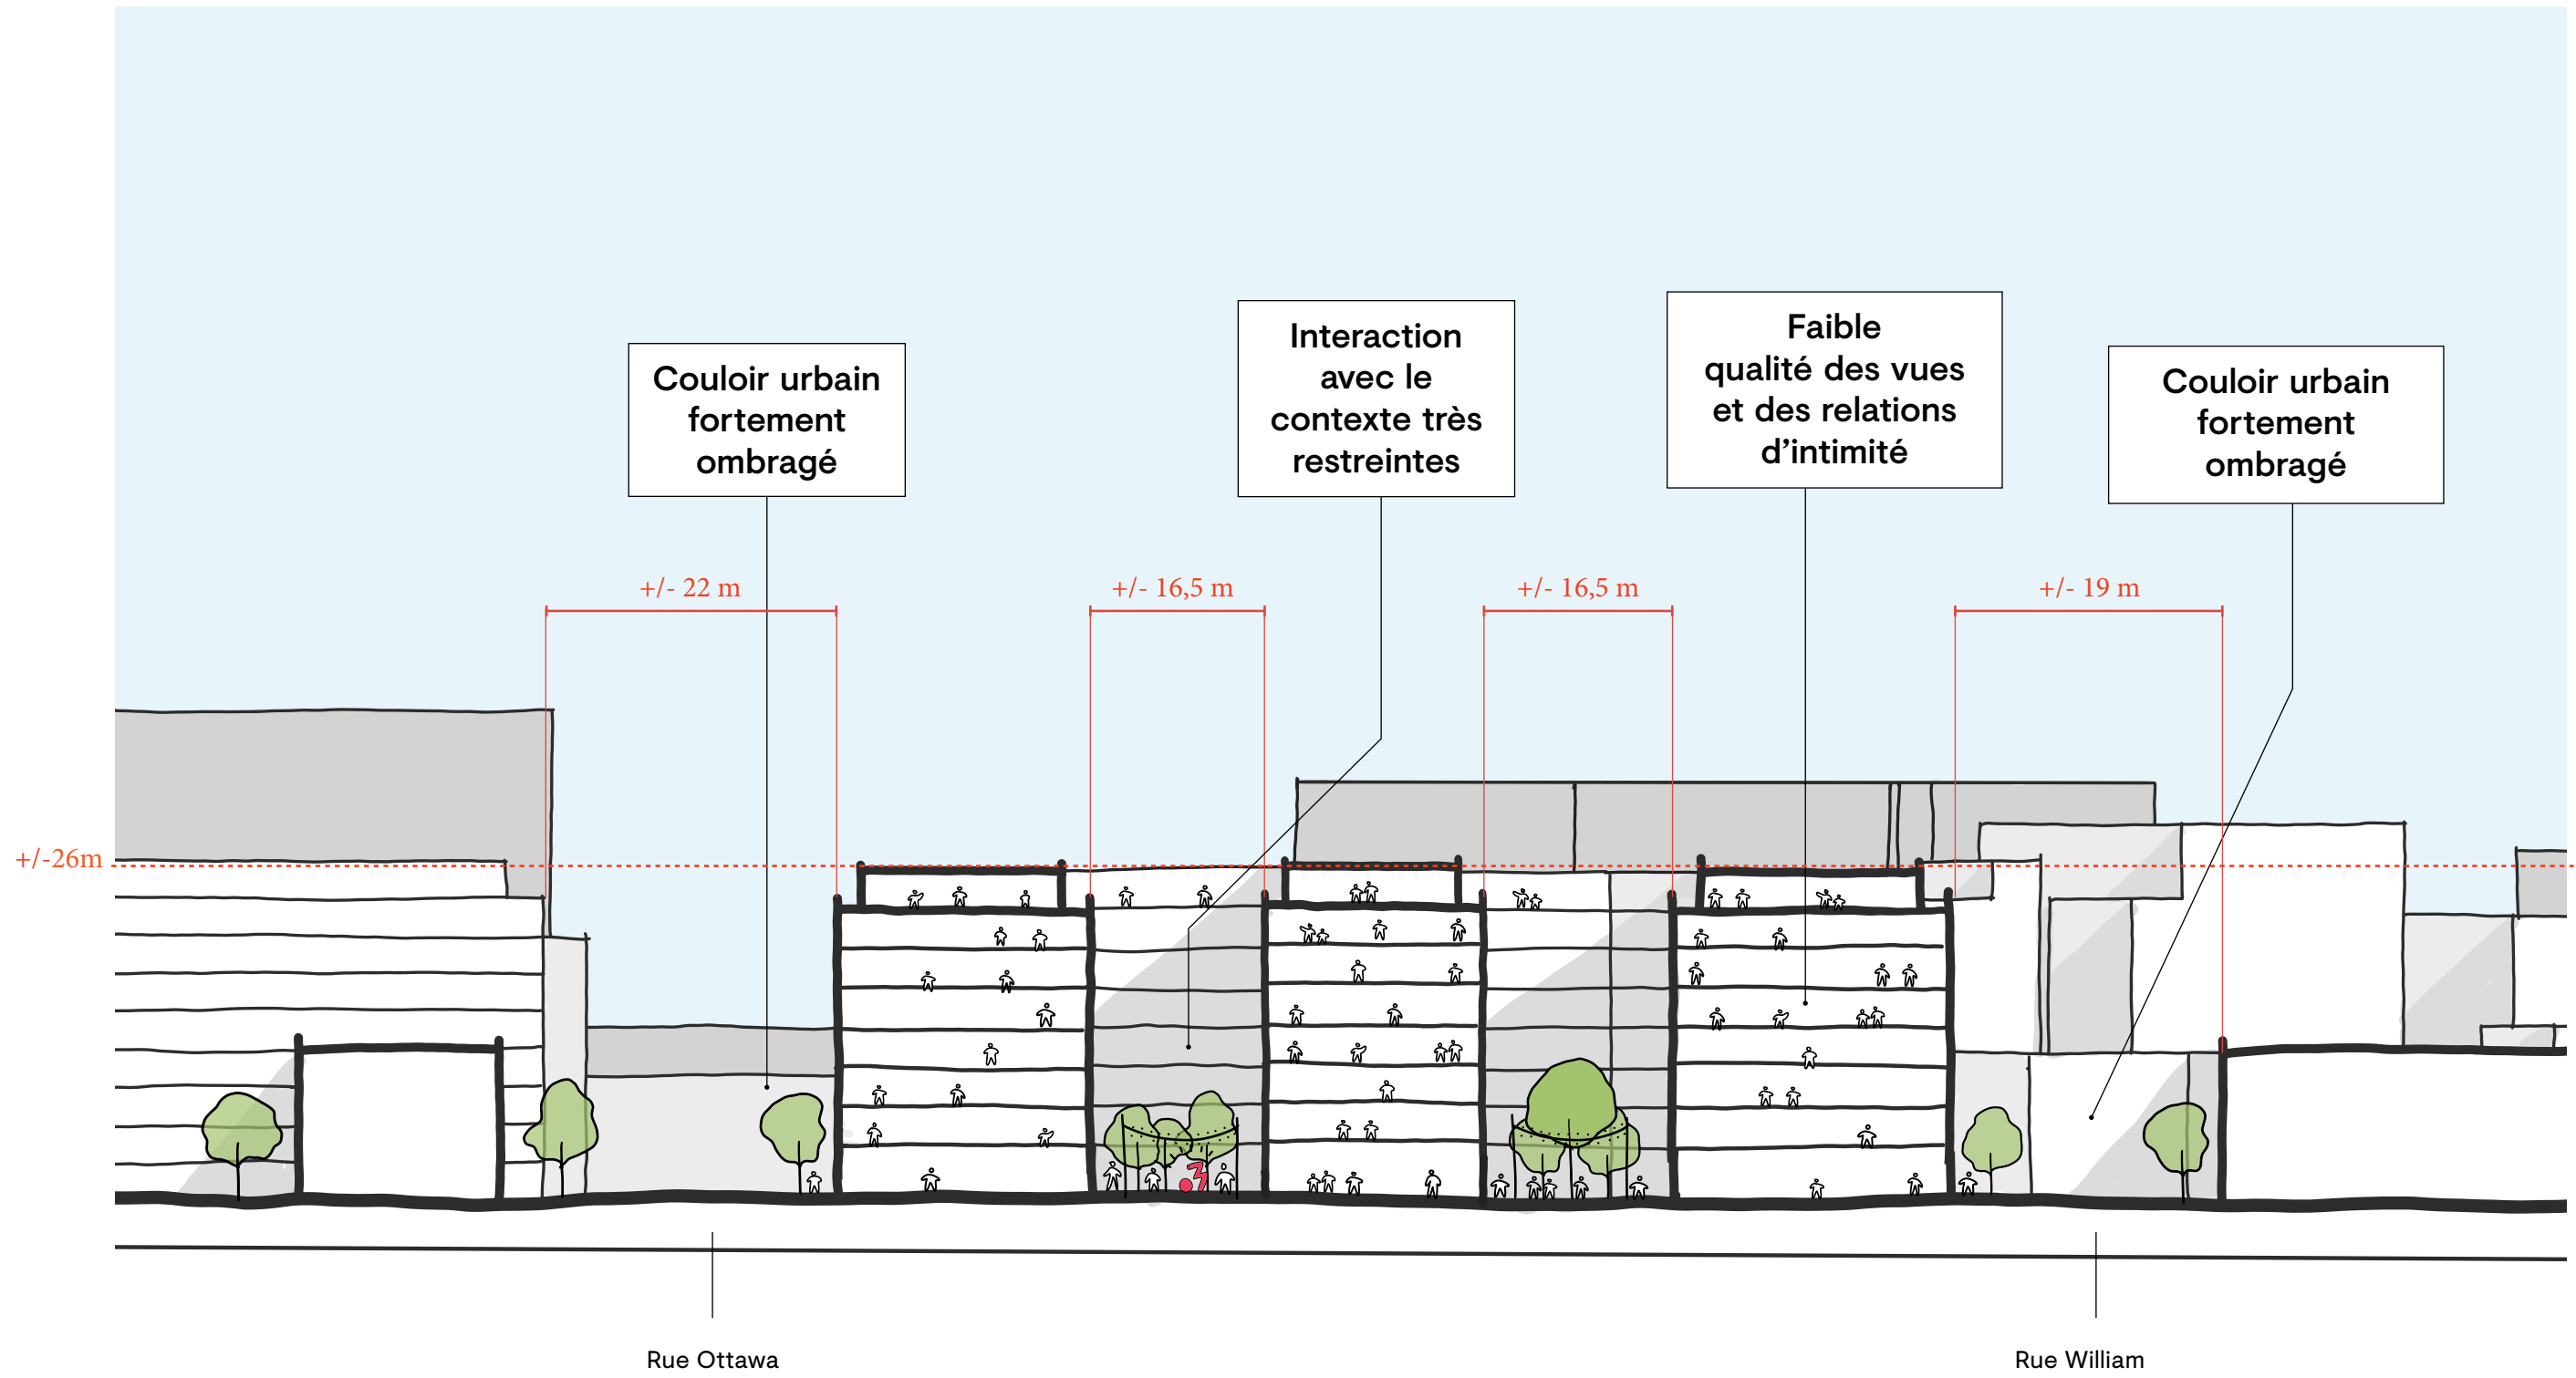 Couloir urbain
fortement
ombragé
Interaction
avec le
contexte très
restreintes
Faible
qualité des vues
et des relations
d’intimité
Couloir urbain
fortement
ombragé
+/- 22 m
+/- 16,5 m
+/- 16,5 m
+/- 19 m
+/-26m
Rue Ottawa
Rue William